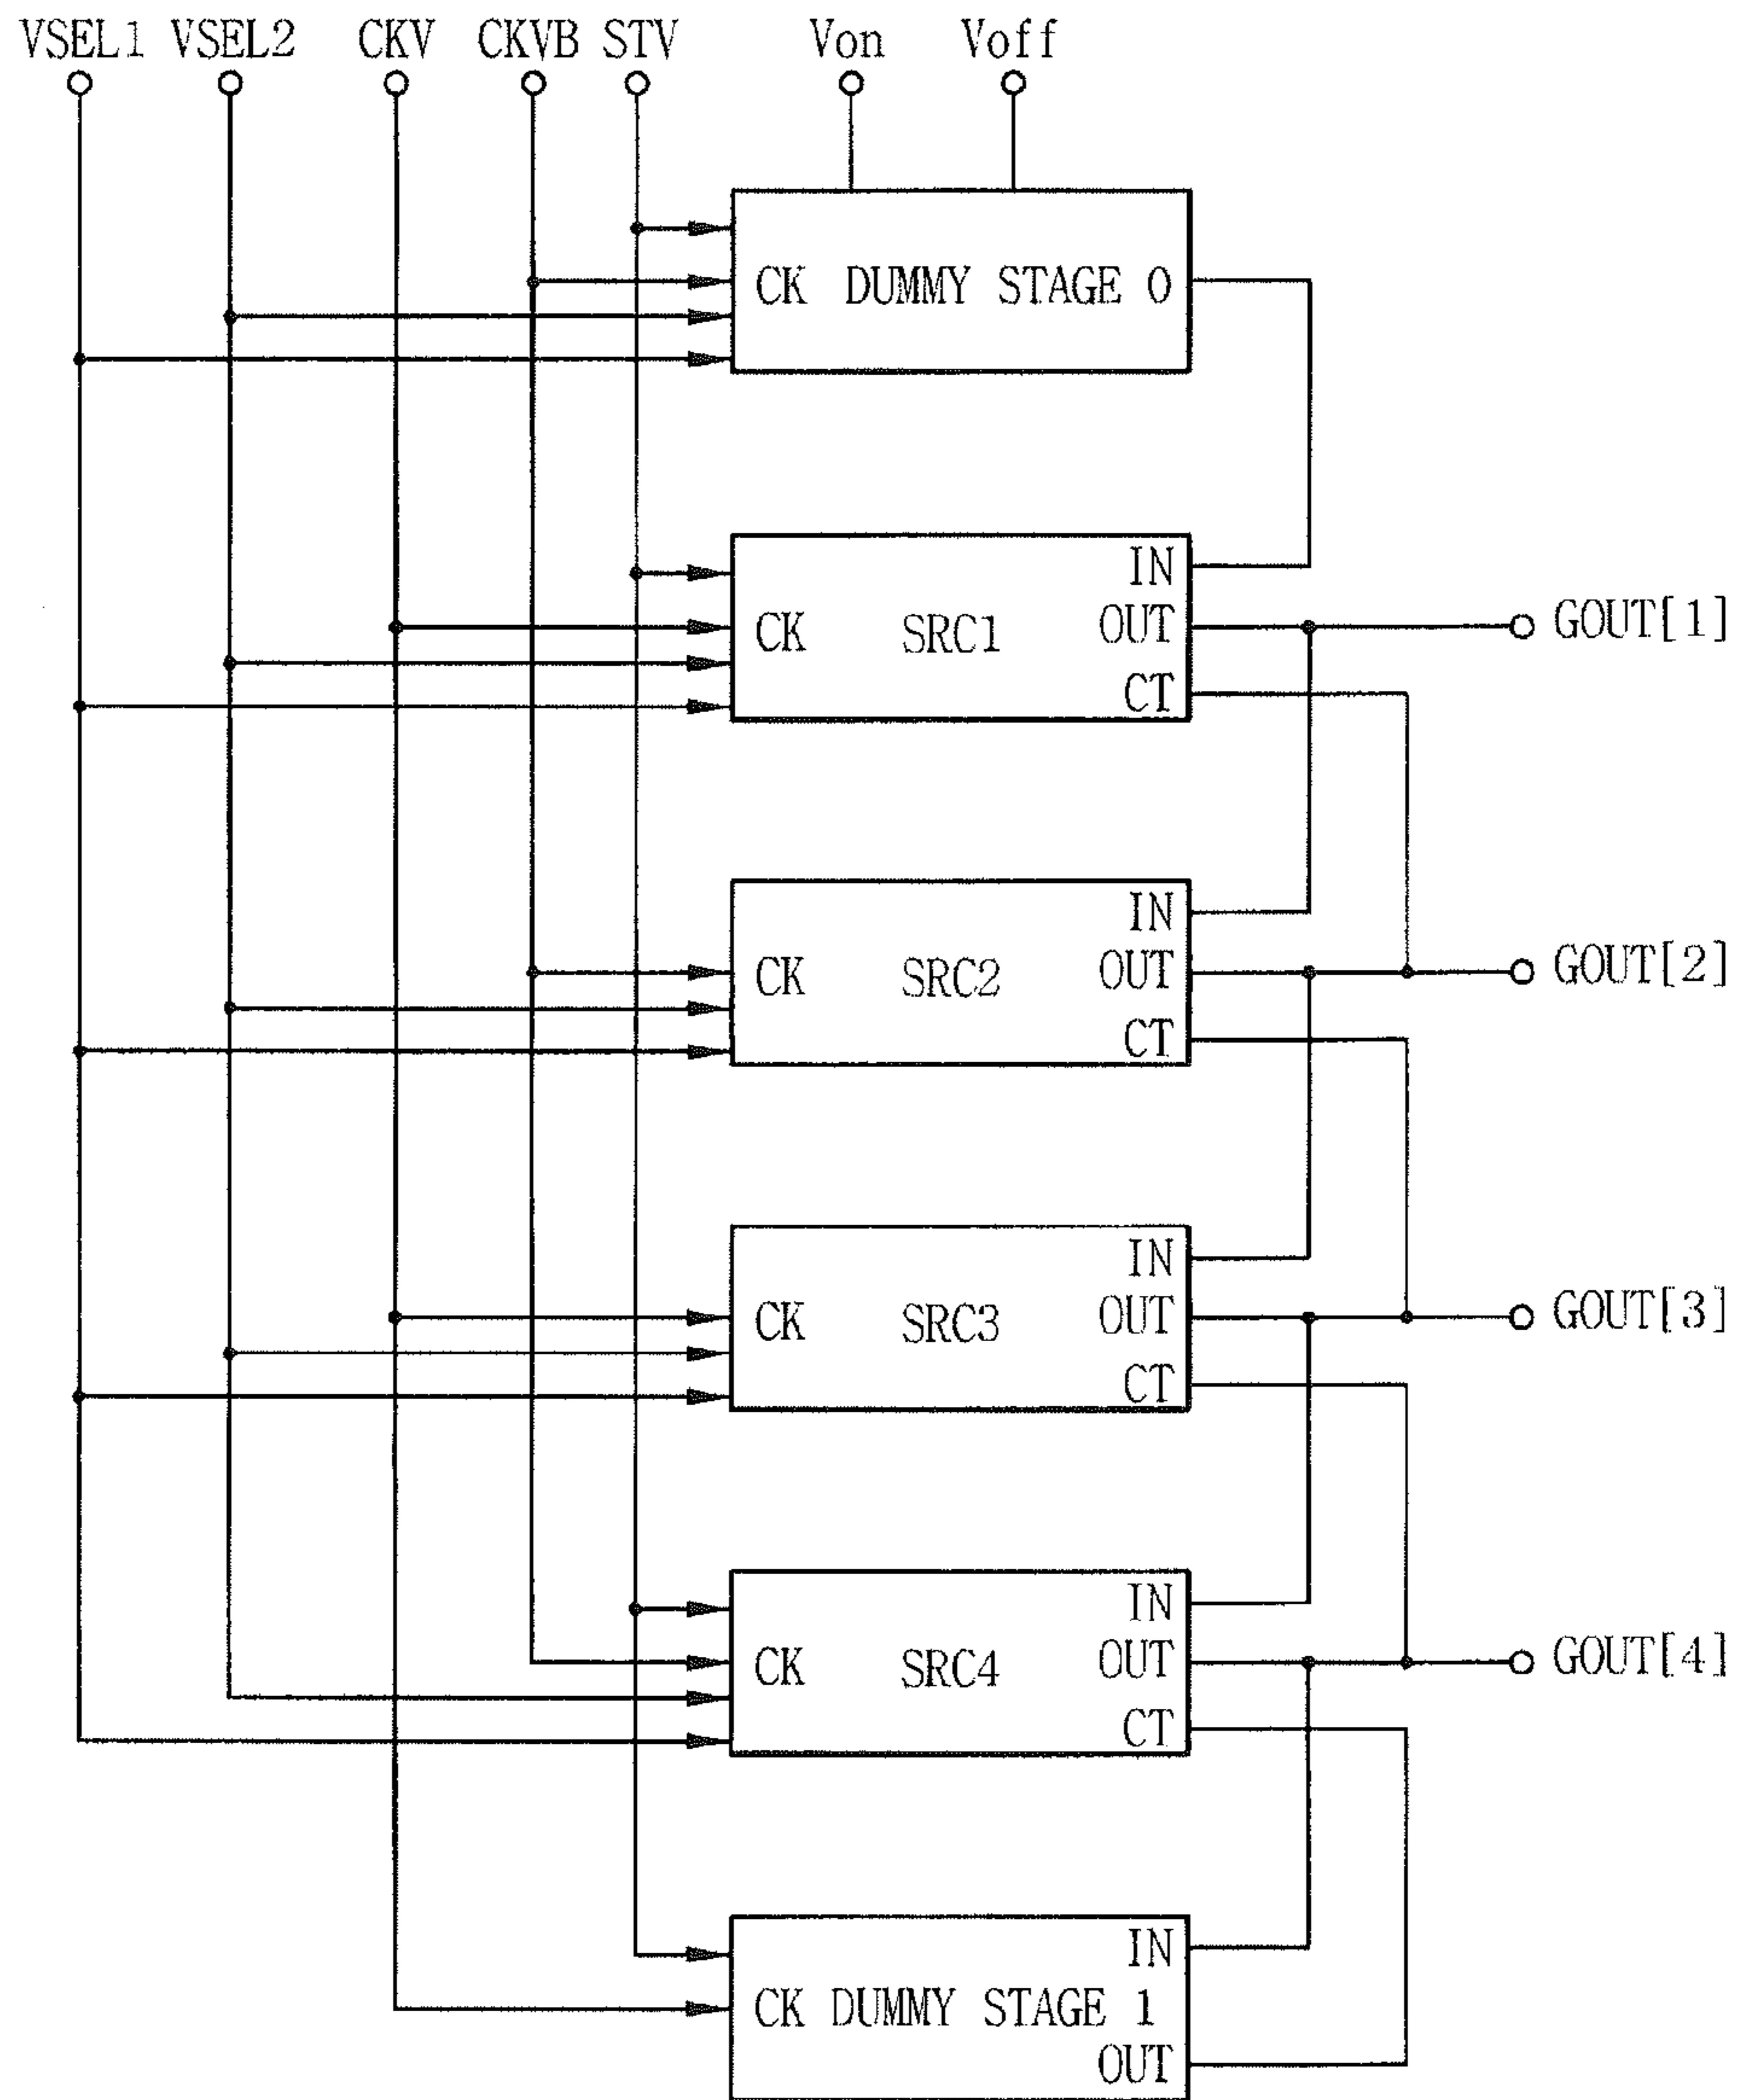 VSEL1 VSEL2 CKV CKVB STV Von Voff
CK DUMMY STAGE 0
IN
CK SRC1 OUT GOUT[1]
CT
IN
CK SRC2 OUT GOUT[2]
CT
IN
CK SRC3 OUT GOUT[3]
CT
IN
CK SRC4 OUT GOUT[4]
CT
IN
CK DUMMY STAGE 1
OUT